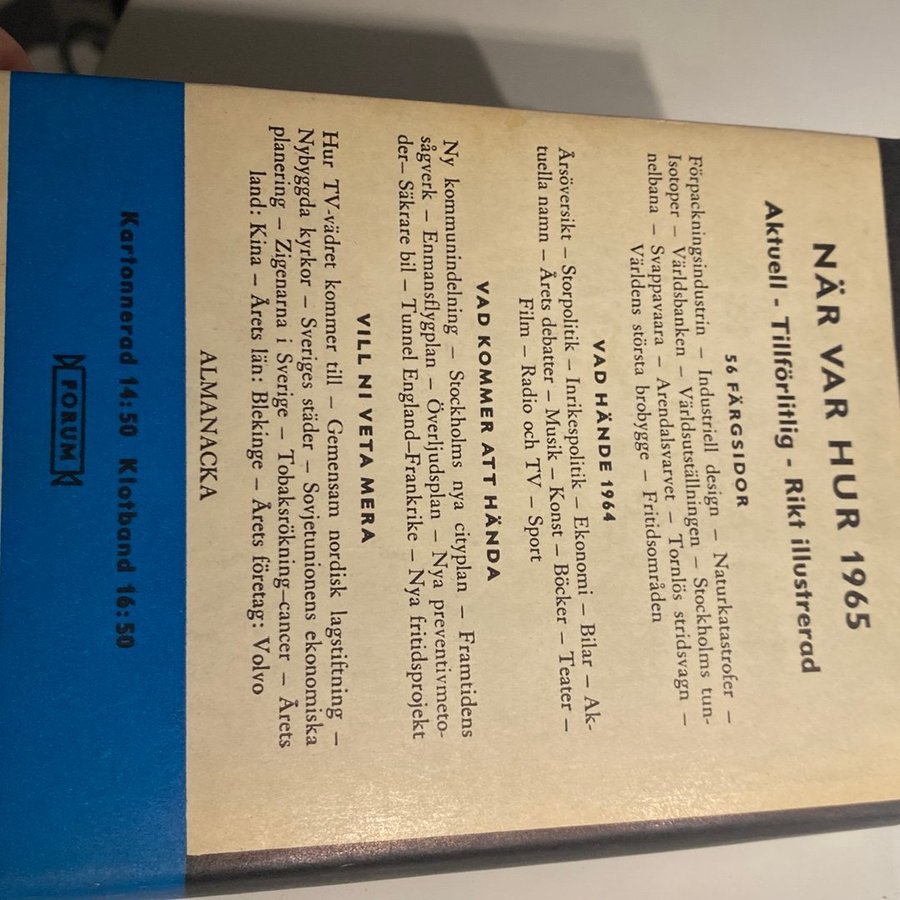 NÄR VAR HUR 1965
Aktuell - Tillförlitlig - Rikt illustrerad
56 FÄRGSIDOR
Förpackningsindustrin – Industriell design – Naturkatastrofer –
Isotoper – Världsbanken – Världsutställningen – Stockholms tun-
nelbana – Svappavaara – Arendalsvarvet – Tornlös stridsvagn –
Världens största brobygge – Fritidsområden
VAD HÄNDE 1964
Årsöversikt – Storpolitik – Inrikespolitik – Ekonomi – Bilar – Ak-
tuella namn – Årets debatter – Musik – Konst – Böcker – Teater –
Film – Radio och TV – Sport
VAD KOMMER ATT HÄNDA
Ny kommunindelning – Stockholms nya cityplan – Framtidens
sågverk – Enmansflygplan – Överljudsplan – Nya preventivmeto-
der– Säkrare bil – Tunnel England–Frankrike – Nya fritidsprojekt
VILL NI VETA MERA
Hur TV-vädret kommer till – Gemensam nordisk lagstiftning –
Nybyggda kyrkor – Sveriges städer – Sovjetunionens ekonomiska
planering – Zigenarna i Sverige – Tobaksrökning–cancer – Årets
land: Kina – Årets län: Blekinge – Årets företag: Volvo
ALMANACKA
Kartonnerad 14:50 Klotband 16:50
FORUM